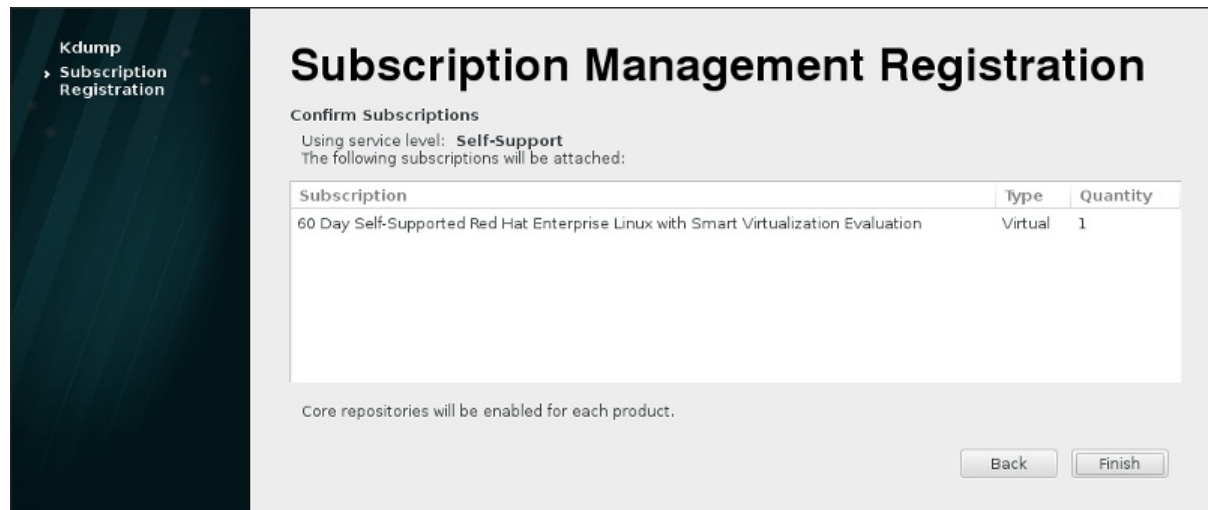 Kdump
Subscription
Registration
Subscription Management Registration
Confirm Subscriptions
Using service level: Self-Support
The following subscriptions will be attached:
Subscription Type Quantity
60 Day Self-Supported Red Hat Enterprise Linux with Smart Virtualization Evaluation Virtual 1
Core repositories will be enabled for each product.
Back Finish